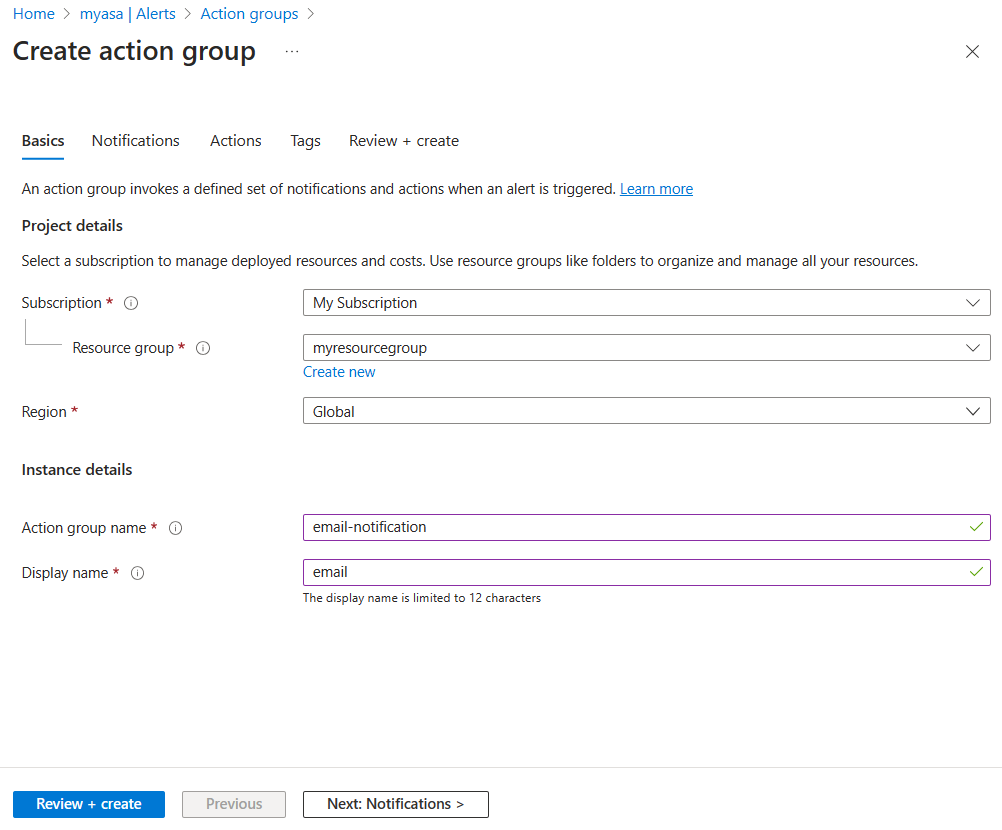 Home > myasa | Alerts > Action groups >
Create action group ...
Basics Notifications Actions Tags Review + create
An action group invokes a defined set of notifications and actions when an alert is triggered. Learn more
Project details
Select a subscription to manage deployed resources and costs. Use resource groups like folders to organize and manage all your resources.
Subscription * My Subscription
Resource group * myresourcegroup
Create new
Region * Global
Instance details
Action group name * email-notification
Display name * email
The display name is limited to 12 characters
Review + create Previous Next: Notifications >